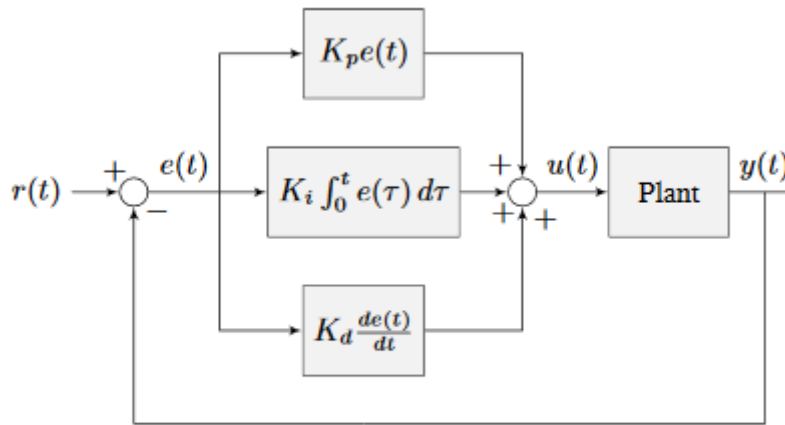 K_p e(t)
+ e(t) + u(t) y(t)
r(t) K_i ∫_0^t e(τ) dτ Plant
− + +
K_d de(t)/dt